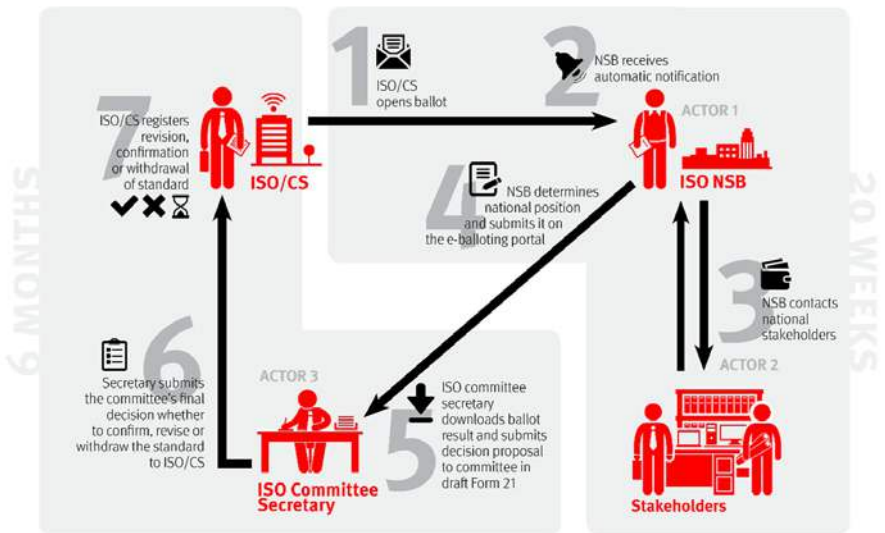 1
ISO/CS
opens ballot
2
NSB receives
automatic notification
ACTOR 1
ISO NSB
7
ISO/CS registers
revision,
confirmation
or withdrawal
of standard
ISO/CS
4
NSB determines
national position
and submits it on
the e-balloting portal
3
NSB contacts
national
stakeholders
ACTOR 2
Stakeholders
6
Secretary submits
the committee's final
decision whether
to confirm, revise or
withdraw the standard
to ISO/CS
ACTOR 3
ISO Committee
Secretary
5
ISO committee
secretary
downloads ballot
result and submits
decision proposal
to committee in
draft Form 21
6 MONTHS
20 WEEKS